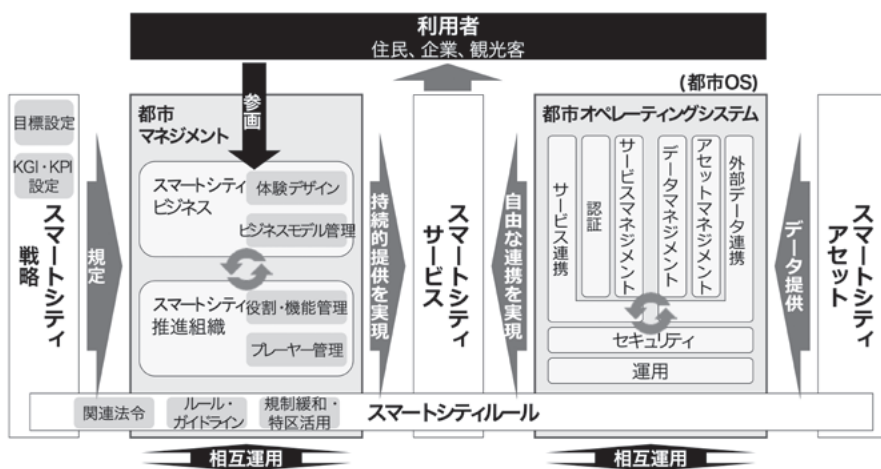 利用者
住民、企業、観光客
(都市OS)
目標設定
KGI・KPI
設定
スマートシティ
戦略
規定
都市
マネジメント
参画
スマートシティ
ビジネス
体験デザイン
ビジネスモデル管理
スマートシティ
推進組織
役割・機能管理
プレーヤー管理
持続的提供を実現
スマートシティ
サービス
自由な連携を実現
都市オペレーティングシステム
サービス連携
認証
サービスマネジメント
データマネジメント
アセットマネジメント
外部データ連携
セキュリティ
運用
データ提供
スマートシティ
アセット
関連法令
ルール・
ガイドライン
規制緩和・
特区活用
スマートシティルール
相互運用
相互運用